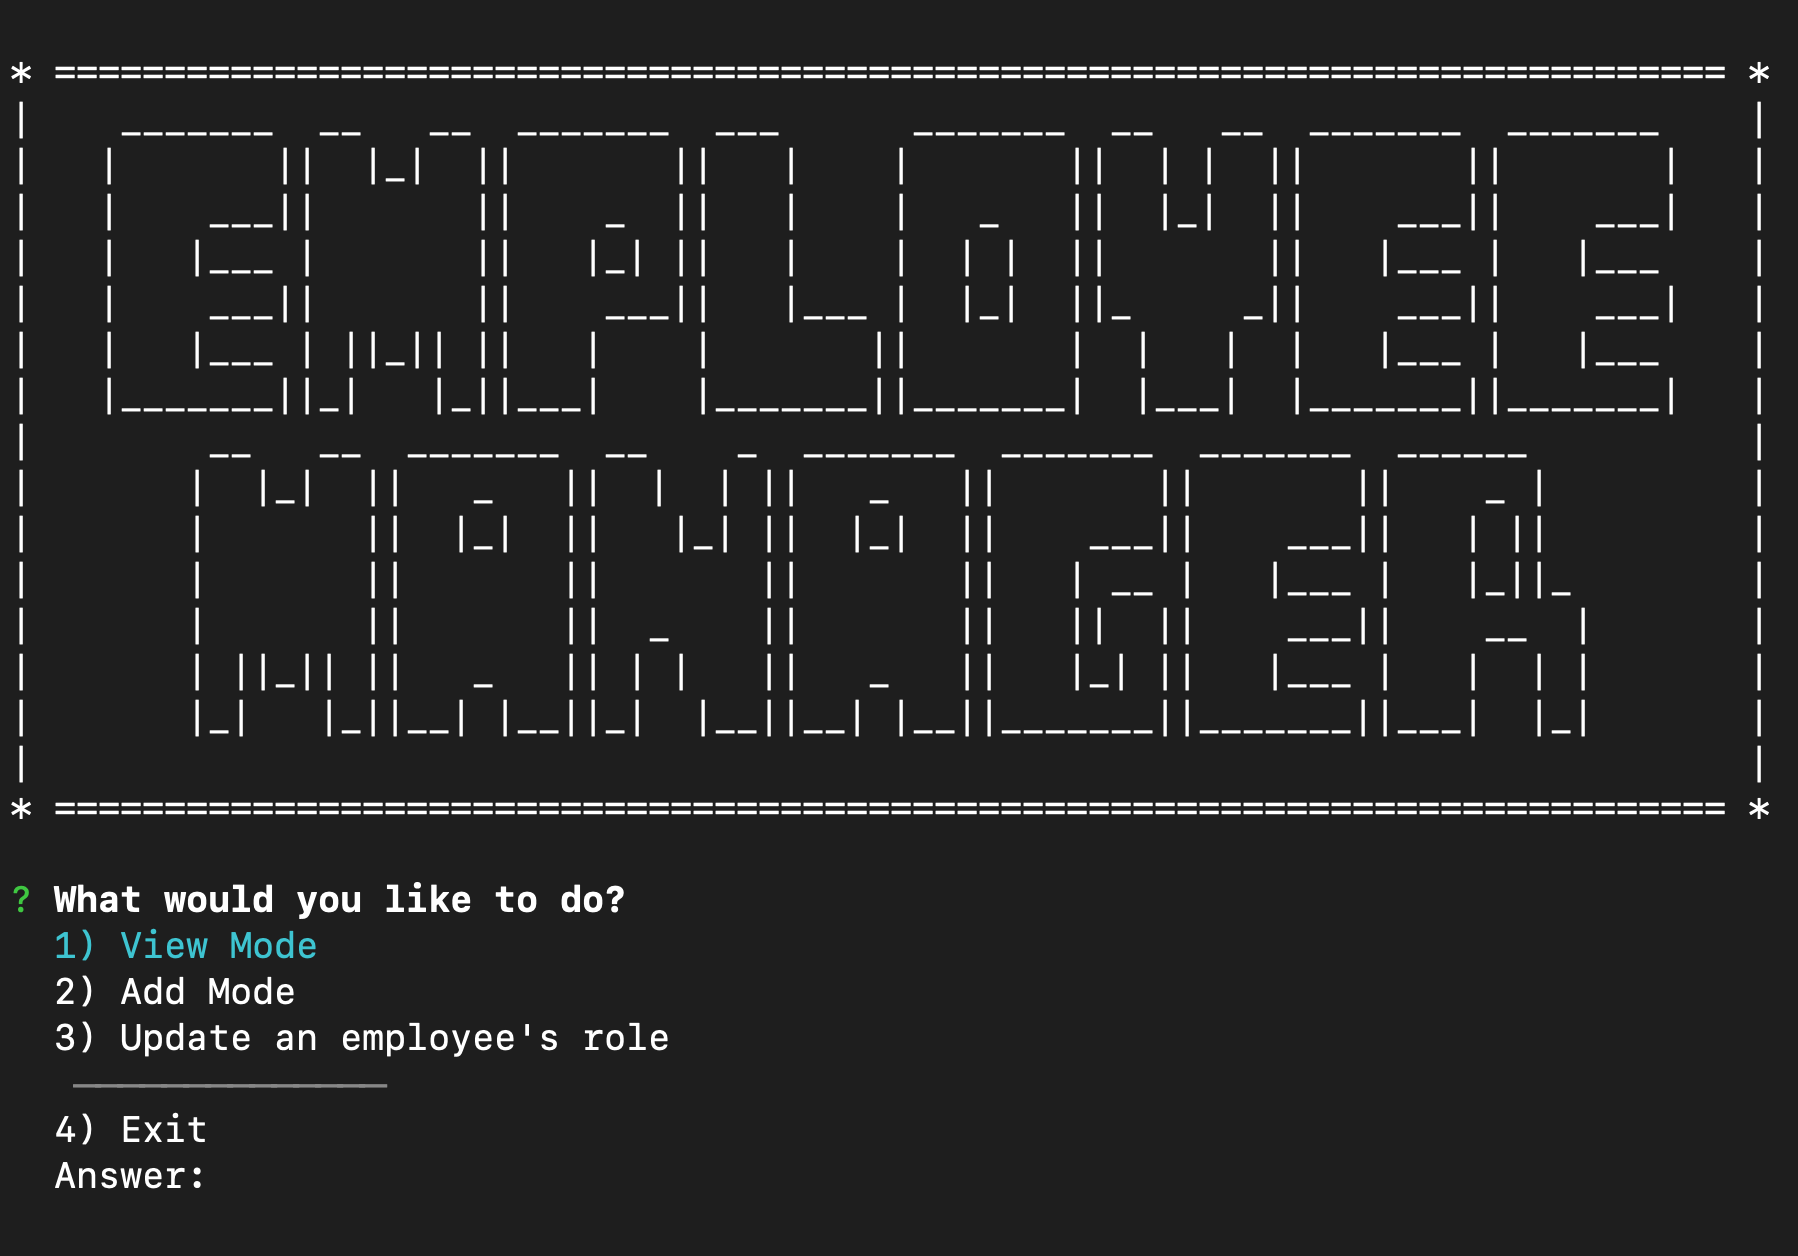 EMPLOYEE
MANAGER
? What would you like to do?
1) View Mode
2) Add Mode
3) Update an employee's role
4) Exit
Answer: